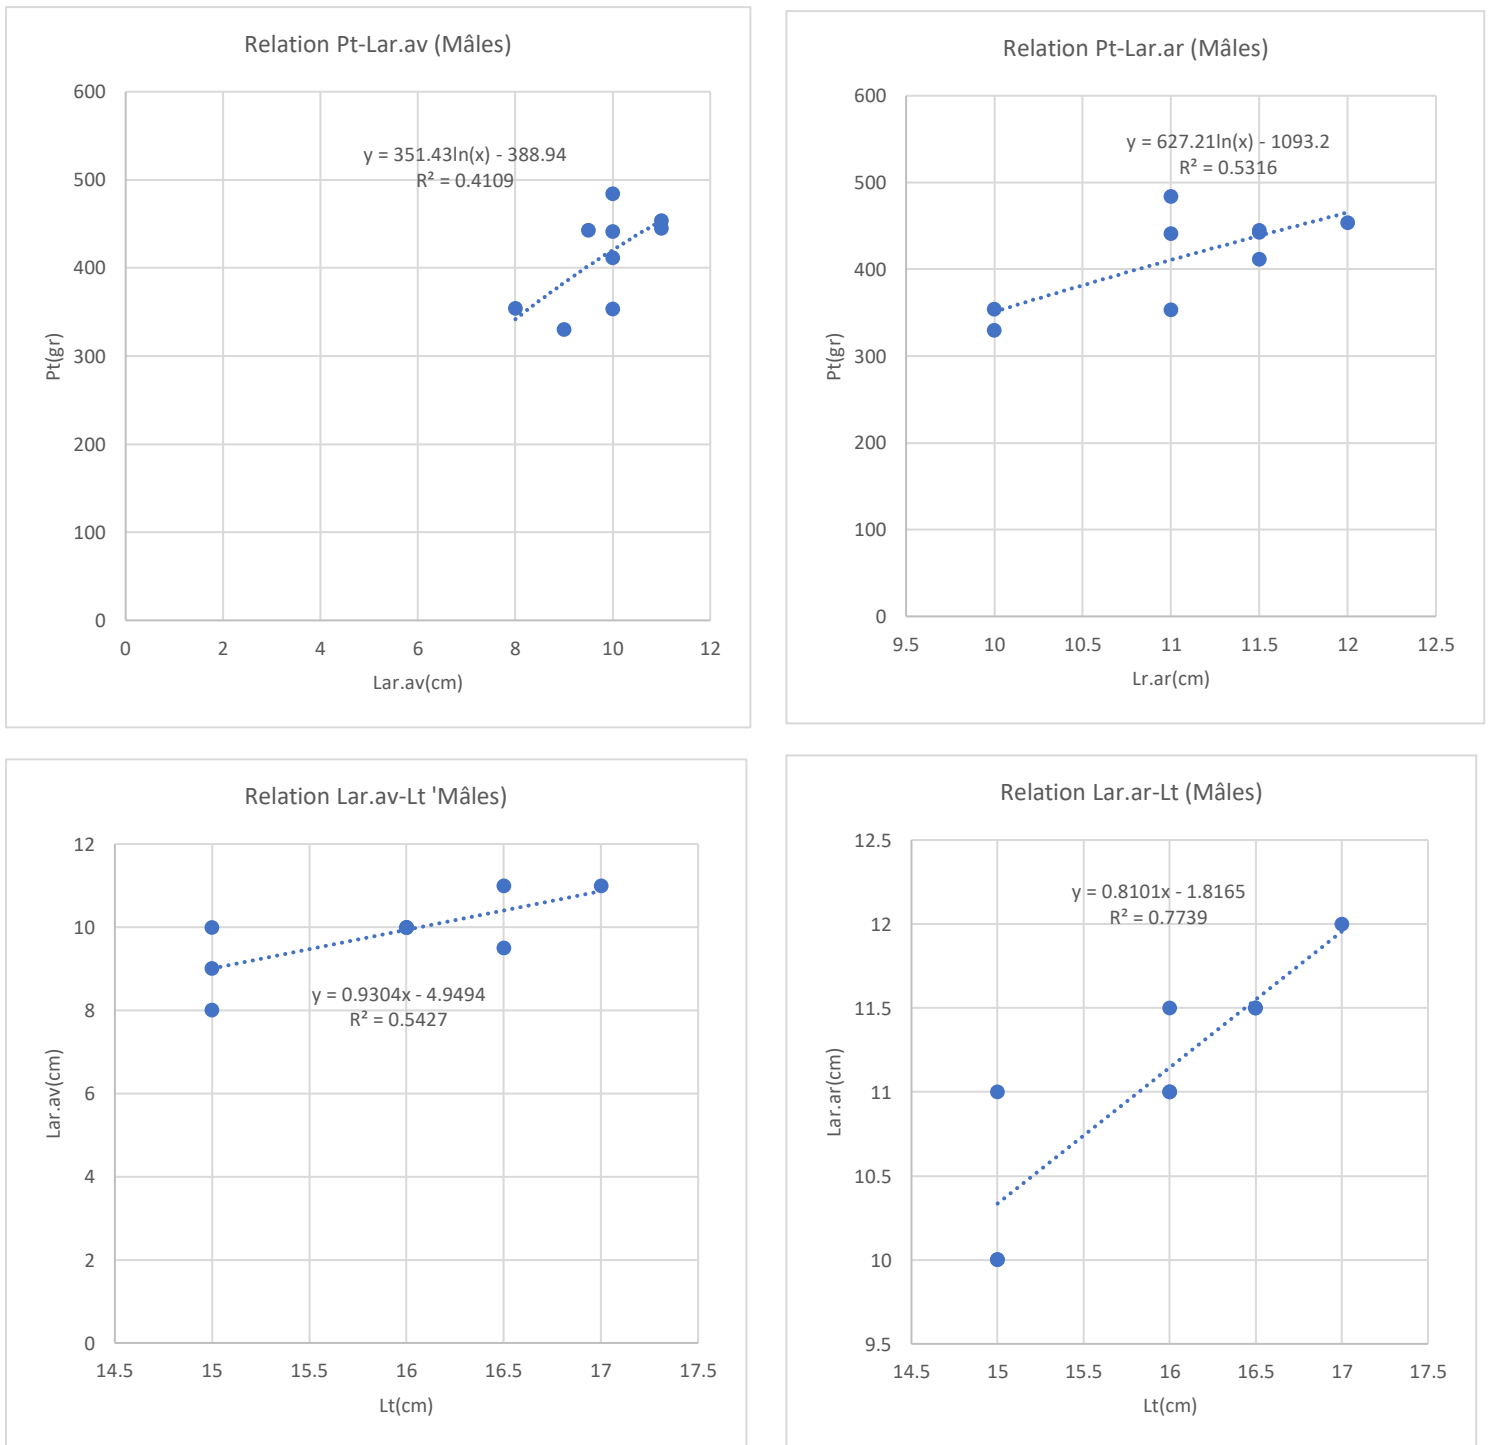 Relation Pt-Lar.av (Mâles)
600
500
400
300
200
100
0
y = 351.43ln(x) - 388.94
R² = 0.4109
Pt(gr)
0 2 4 6 8 10 12
Lar.av(cm)
Relation Pt-Lar.ar (Mâles)
600
500
400
300
200
100
0
y = 627.21ln(x) - 1093.2
R² = 0.5316
Pt(gr)
9.5 10 10.5 11 11.5 12 12.5
Lr.ar(cm)
Relation Lar.av-Lt 'Mâles)
12
10
8
6
4
2
0
y = 0.9304x - 4.9494
R² = 0.5427
Lar.av(cm)
14.5 15 15.5 16 16.5 17 17.5
Lt(cm)
Relation Lar.ar-Lt (Mâles)
12.5
12
11.5
11
10.5
10
9.5
y = 0.8101x - 1.8165
R² = 0.7739
Lar.ar(cm)
14.5 15 15.5 16 16.5 17 17.5
Lt(cm)